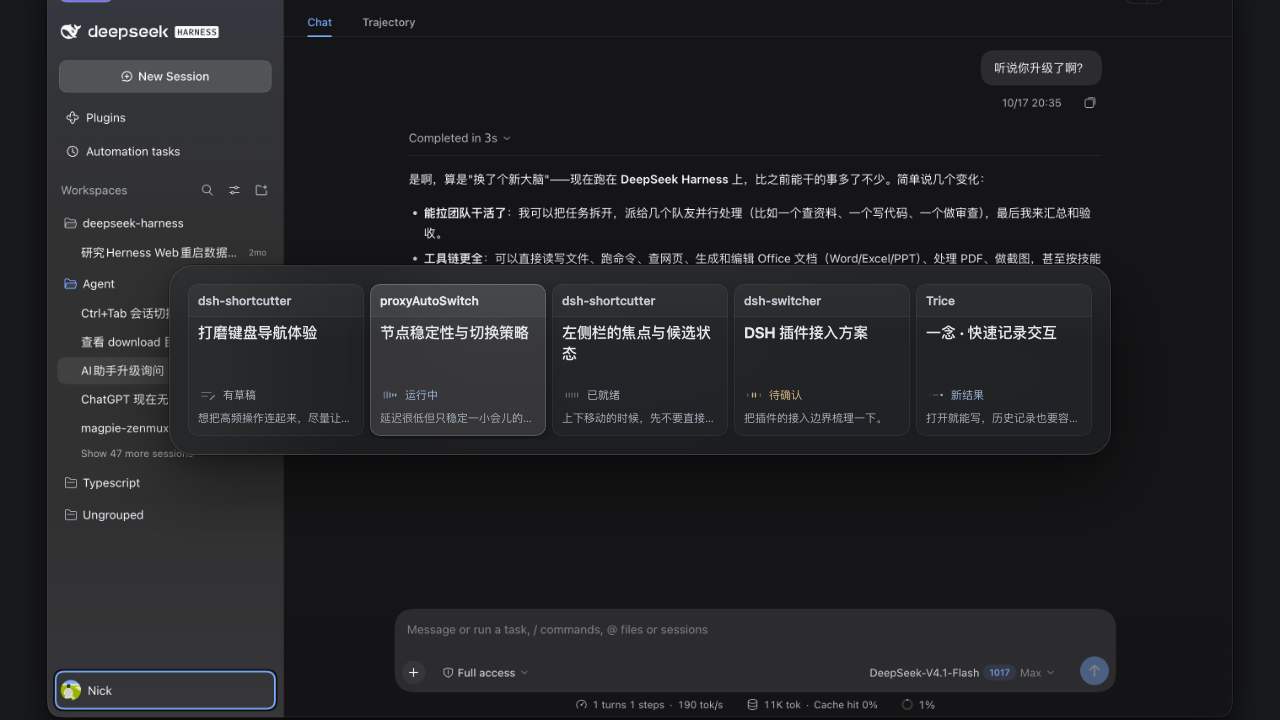 deepseek HARNESS
New Session
Plugins
Automation tasks
Workspaces
deepseek-harness
研究Herness Web重启数据... 2mo
Agent
Ctrl+Tab 会话切
查看 download
AI助手升级询问
ChatGPT 现在无
magpie-zenmux
Show 47 more sessions
Typescript
Ungrouped
Nick
Chat Trajectory
听说你升级了啊?
10/17 20:35
Completed in 3s
是啊，算是"换了个新大脑"——现在跑在 DeepSeek Harness 上，比之前能干的事多了不少。简单说几个变化：
• 能拉团队干活了：我可以把任务拆开，派给几个队友并行处理（比如一个查资料、一个写代码、一个做审查），最后我来汇总和验
收。
• 工具链更全：可以直接读写文件、跑命令、查网页、生成和编辑 Office 文档（Word/Excel/PPT）、处理 PDF、做截图，甚至按技能
dsh-shortcutter
打磨键盘导航体验
有草稿
想把高频操作连起来，尽量让...
proxyAutoSwitch
节点稳定性与切换策略
运行中
延迟很低但只稳定一小会儿的...
dsh-shortcutter
左侧栏的焦点与候选状
态
已就绪
上下移动的时候，先不要直接...
dsh-switcher
DSH 插件接入方案
待确认
把插件的接入边界梳理一下。
Trice
一念 · 快速记录交互
新结果
打开就能写，历史记录也要容...
Message or run a task, / commands, @ files or sessions
Full access
DeepSeek-V4.1-Flash 1017 Max
1 turns 1 steps · 190 tok/s 11K tok · Cache hit 0% 1%